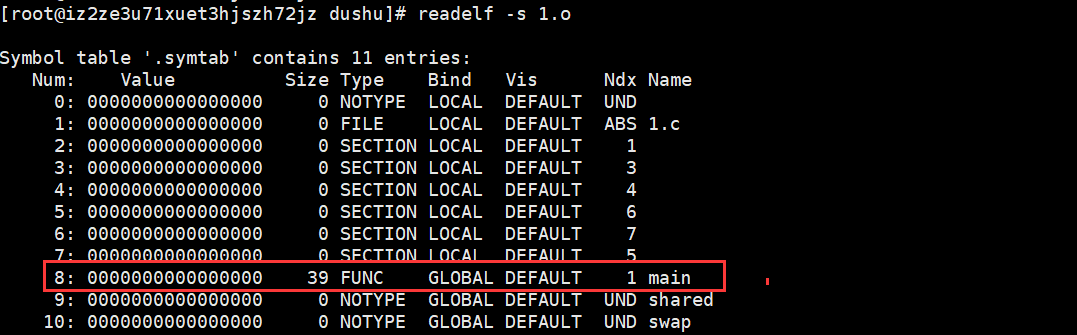 [root@iz2ze3u71xuet3hjszh72jz dushu]# readelf -s 1.o
Symbol table '.symtab' contains 11 entries:
Num: Value Size Type Bind Vis Ndx Name
0: 0000000000000000 0 NOTYPE LOCAL DEFAULT UND
1: 0000000000000000 0 FILE LOCAL DEFAULT ABS 1.c
2: 0000000000000000 0 SECTION LOCAL DEFAULT 1
3: 0000000000000000 0 SECTION LOCAL DEFAULT 3
4: 0000000000000000 0 SECTION LOCAL DEFAULT 4
5: 0000000000000000 0 SECTION LOCAL DEFAULT 6
6: 0000000000000000 0 SECTION LOCAL DEFAULT 7
7: 0000000000000000 0 SECTION LOCAL DEFAULT 5
8: 0000000000000000 39 FUNC GLOBAL DEFAULT 1 main
9: 0000000000000000 0 NOTYPE GLOBAL DEFAULT UND shared
10: 0000000000000000 0 NOTYPE GLOBAL DEFAULT UND swap